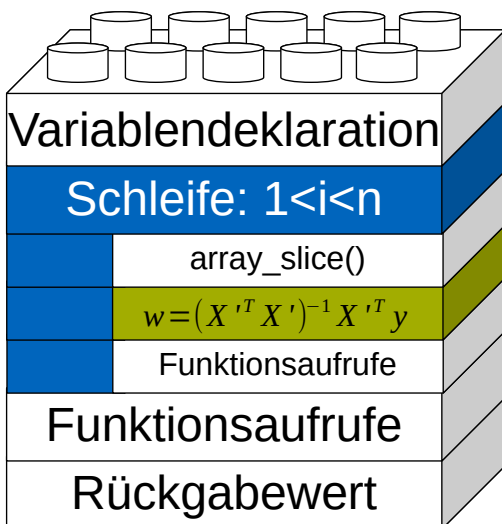 Variablendeklaration
Schleife: 1<i<n
array_slice()
w=(X'ᵀ X')⁻¹ X'ᵀ y
Funktionsaufrufe
Funktionsaufrufe
Rückgabewert